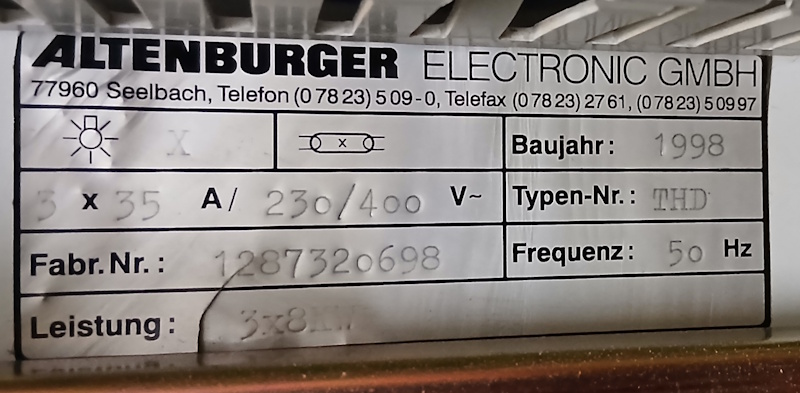 ALTENBURGER ELECTRONIC GMBH
77960 Seelbach, Telefon (0 78 23) 5 09-0, Telefax (0 78 23) 27 61, (0 78 23) 5 09 97
X x Baujahr: 1998
3 x 35 A/ 230/400 V~ Typen-Nr.: THD
Fabr.Nr.: 1287320698 Frequenz: 50 Hz
Leistung: 3x8KW